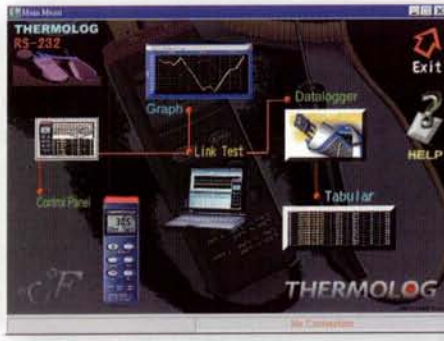 Main Menu
THERMOLOG
RS-232
Exit
Graph
Datalogger
Link Test
HELP
Control Panel
Tabular
°C °F
THERMOLOG
No Connection